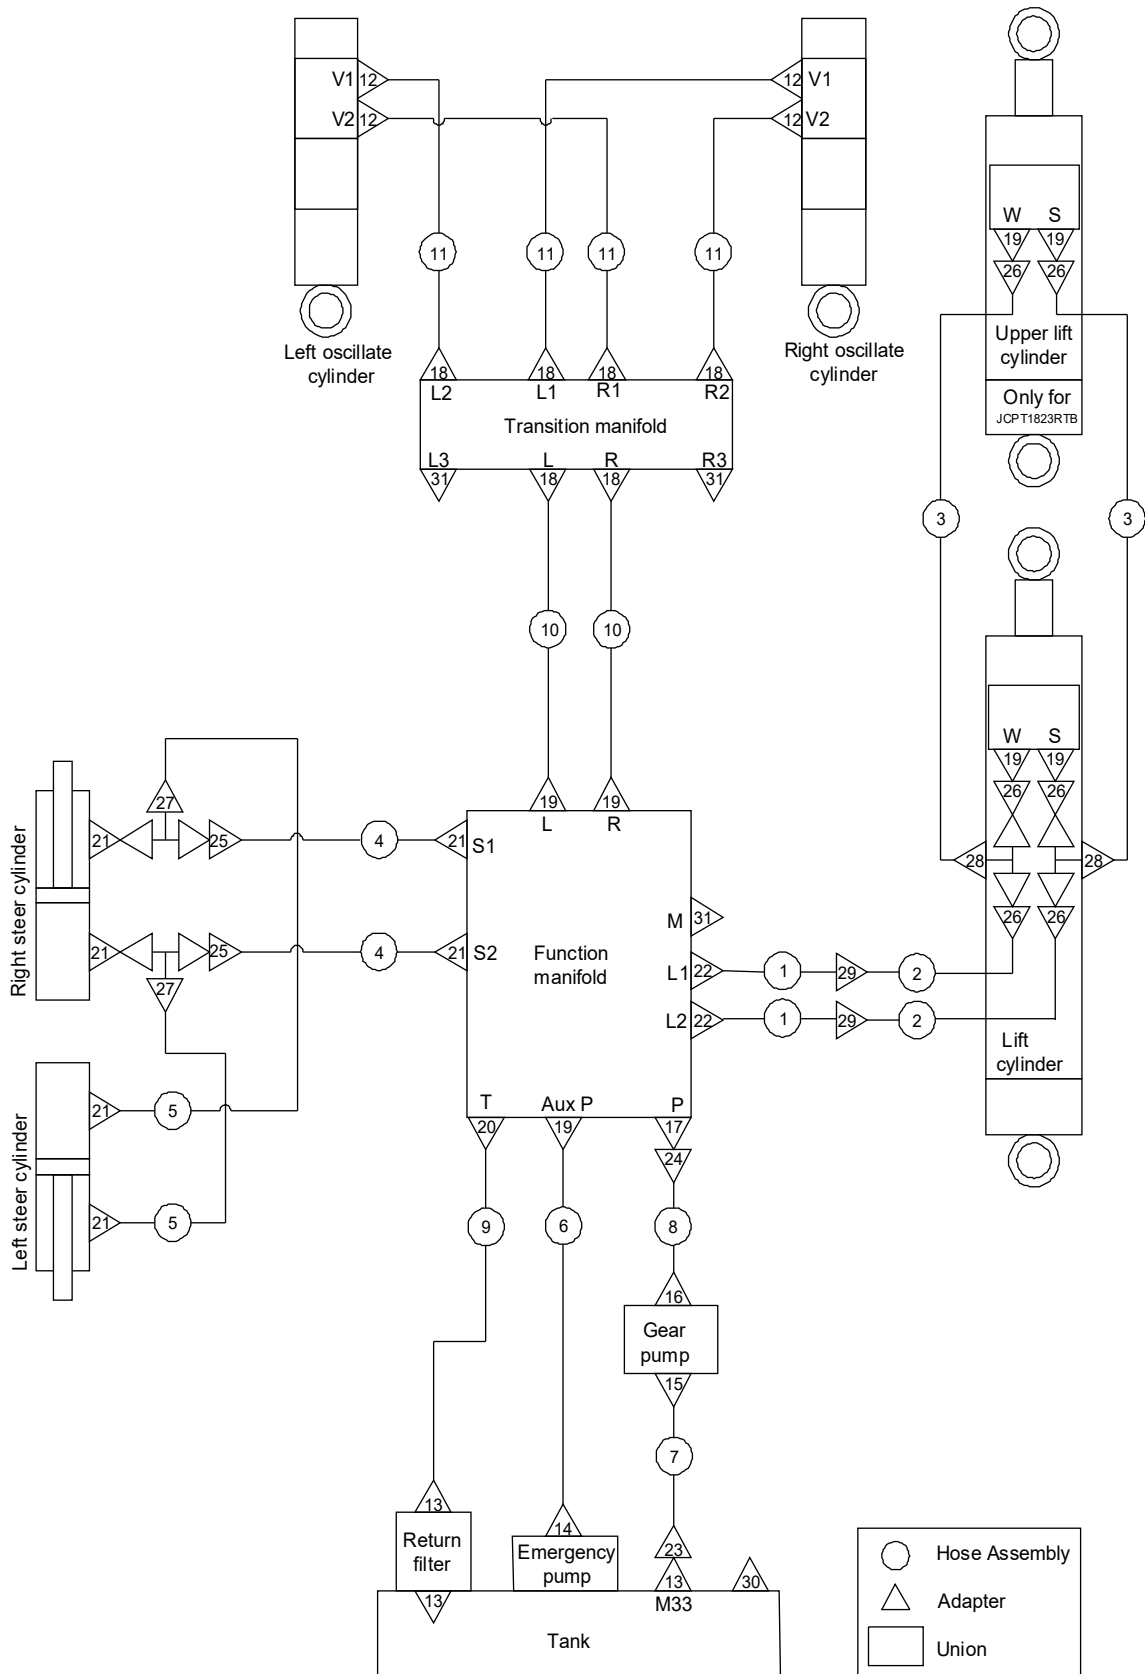 V1 12 12 V1
V2 12 12 V2
W S
19 19
26 26
11 11 11 11
Left oscillate
cylinder
Right oscillate
cylinder
Upper lift
cylinder
Only for
JCPT1823RTB
18 18 18 18
L2 L1 R1 R2
Transition manifold
L3 L R R3
31 18 18 31
3 3
10 10
W S
19 19
26 26
27
19 19
L R
21 25 4 21 S1
28 28
Right steer cylinder
M 31
26 26
21 25 4 21 S2
Function
manifold
L1 22 1 29 2
27
L2 22 1 29 2
Lift
cylinder
T Aux P P
21 5
20 19 17
24
Left steer cylinder
21 5
9 6 8
16
Gear
pump
15
7
13
14
Return
filter
Emergency
pump
23
13 13 30
M33
Tank
Hose Assembly
Adapter
Union